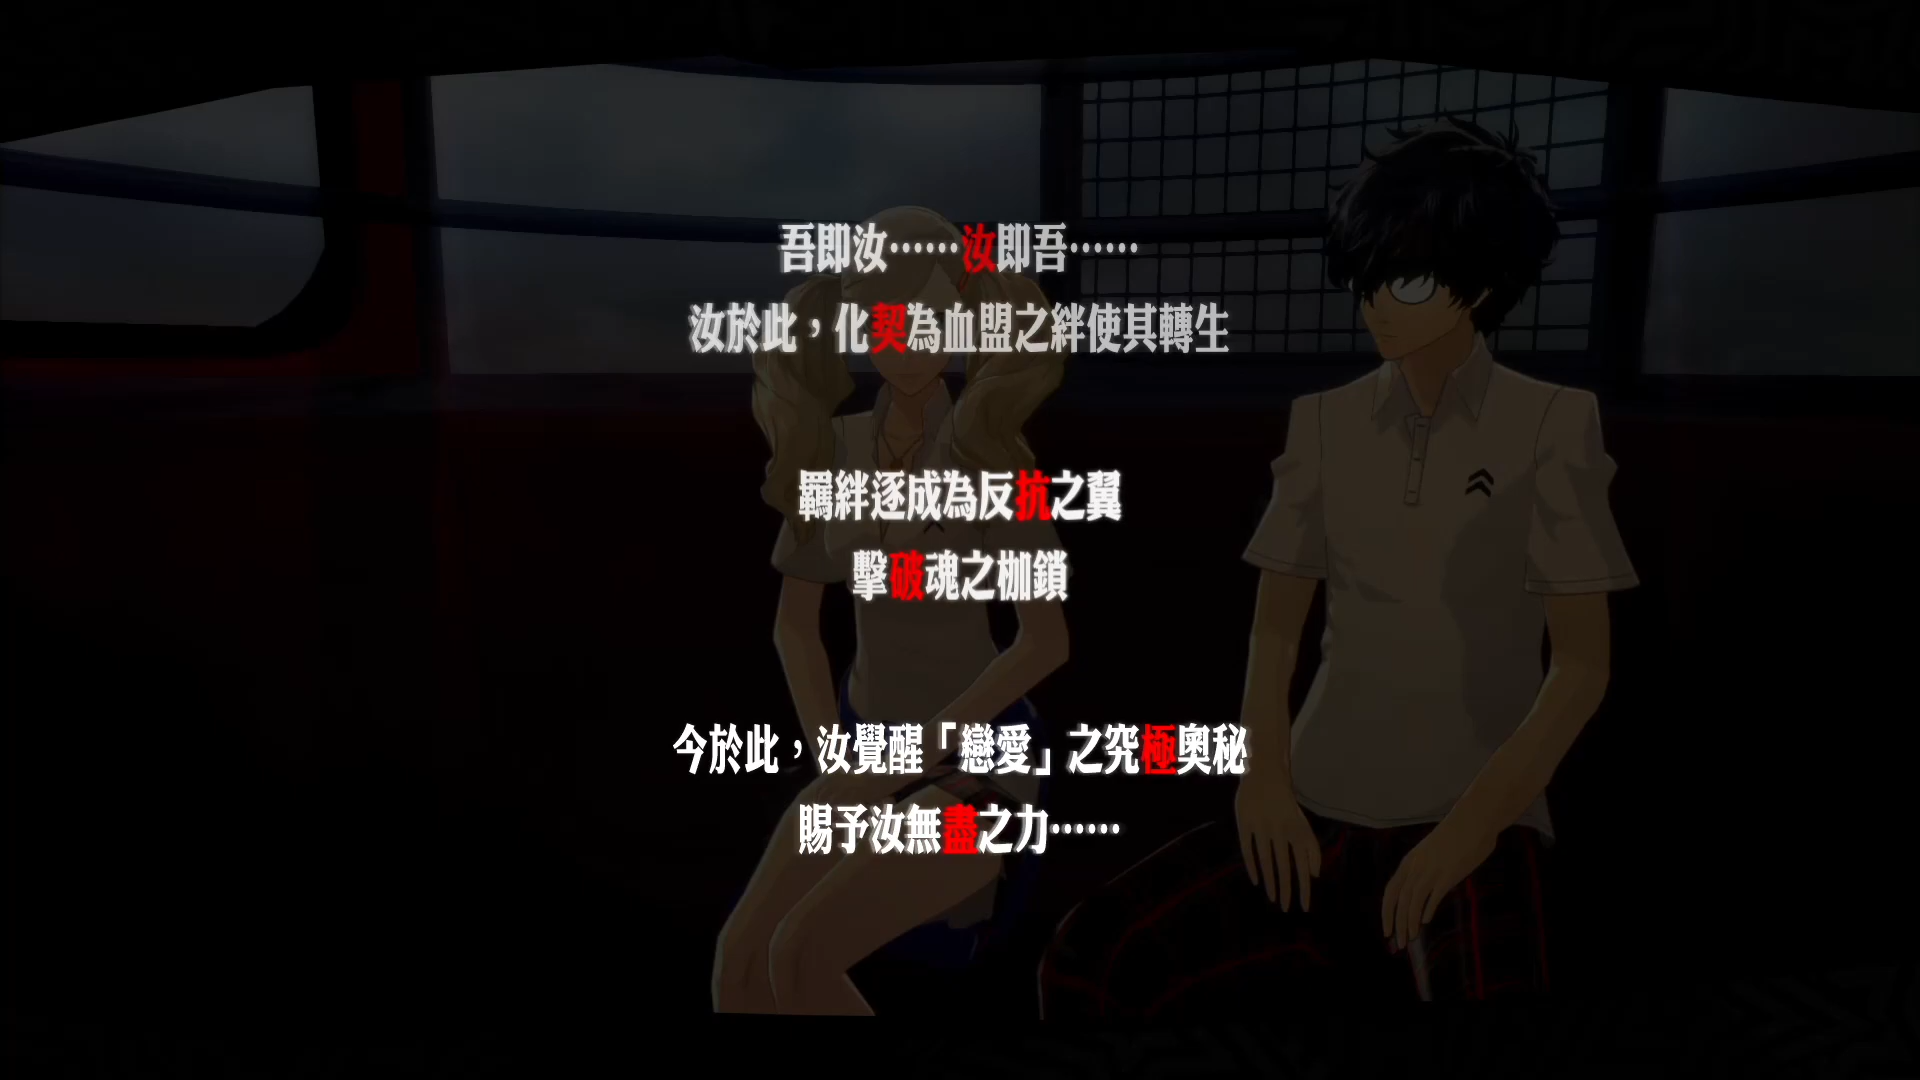 吾即汝……汝即吾……
汝於此，化契為血盟之絆使其轉生
羈絆逐成為反抗之翼
擊破魂之枷鎖
今於此，汝覺醒「戀愛」之究極奧秘
賜予汝無盡之力……